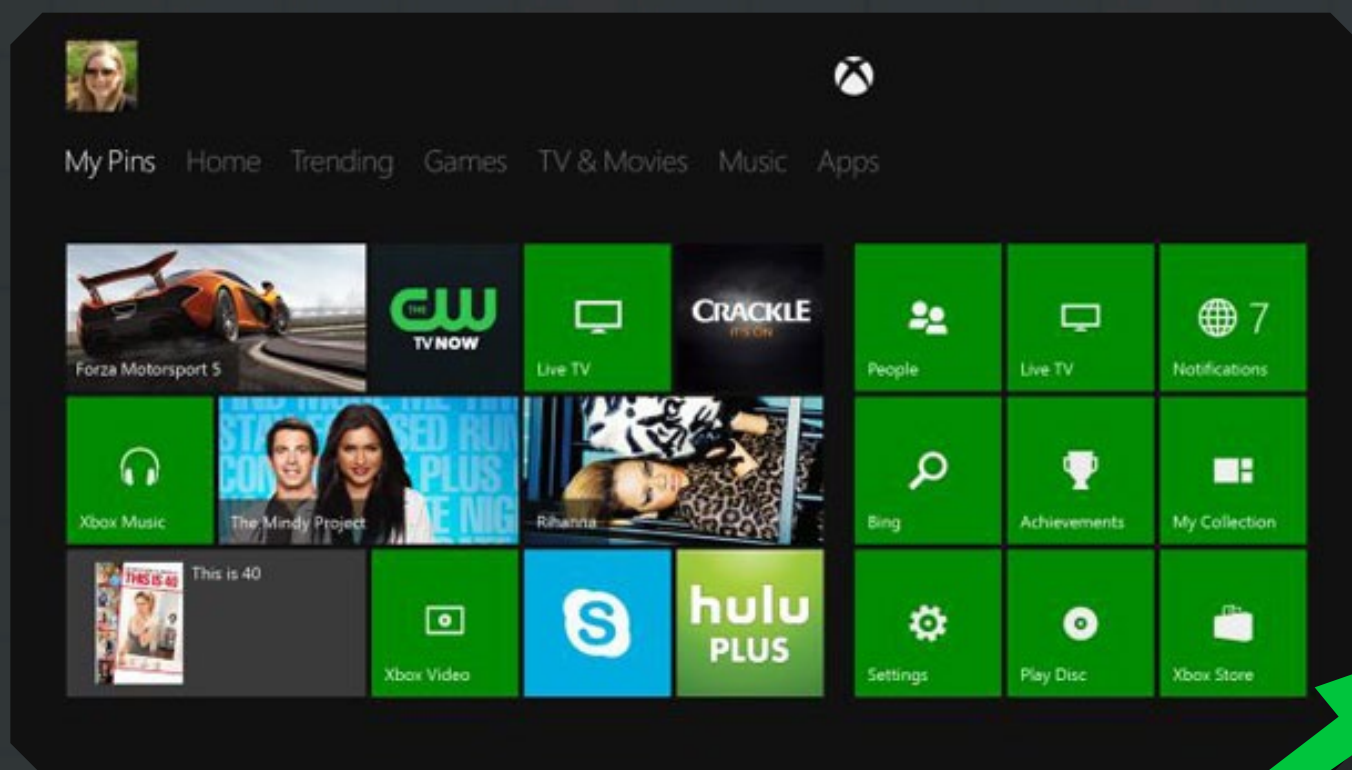 My Pins Home Trending Games TV & Movies Music Apps
Forza Motorsport 5
THE
CW
TV NOW
Live TV
CRACKLE
IT'S ON
People
Live TV
7
Notifications
Xbox Music
The Mindy Project
Rihanna
Bing
Achievements
My Collection
THIS IS 40
This is 40
Xbox Video
S
hulu
PLUS
Settings
Play Disc
Xbox Store